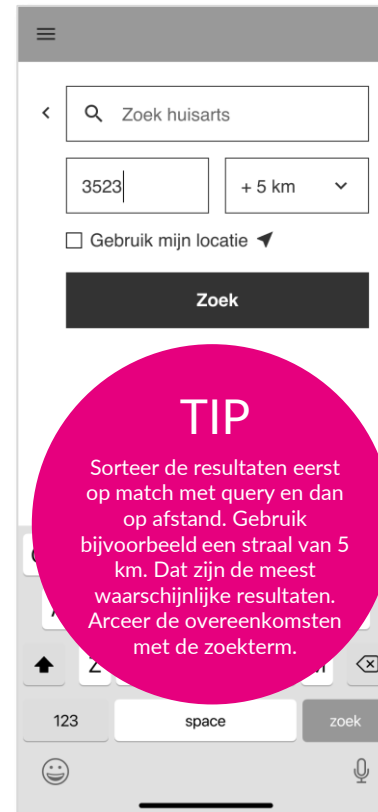 Zoek huisarts
3523
+ 5 km
Gebruik mijn locatie
Zoek
TIP
Sorteer de resultaten eerst
op match met query en dan
op afstand. Gebruik
bijvoorbeeld een straal van 5
km. Dat zijn de meest
waarschijnlijke resultaten.
Arceer de overeenkomsten
met de zoekterm.
Z
123
space
zoek